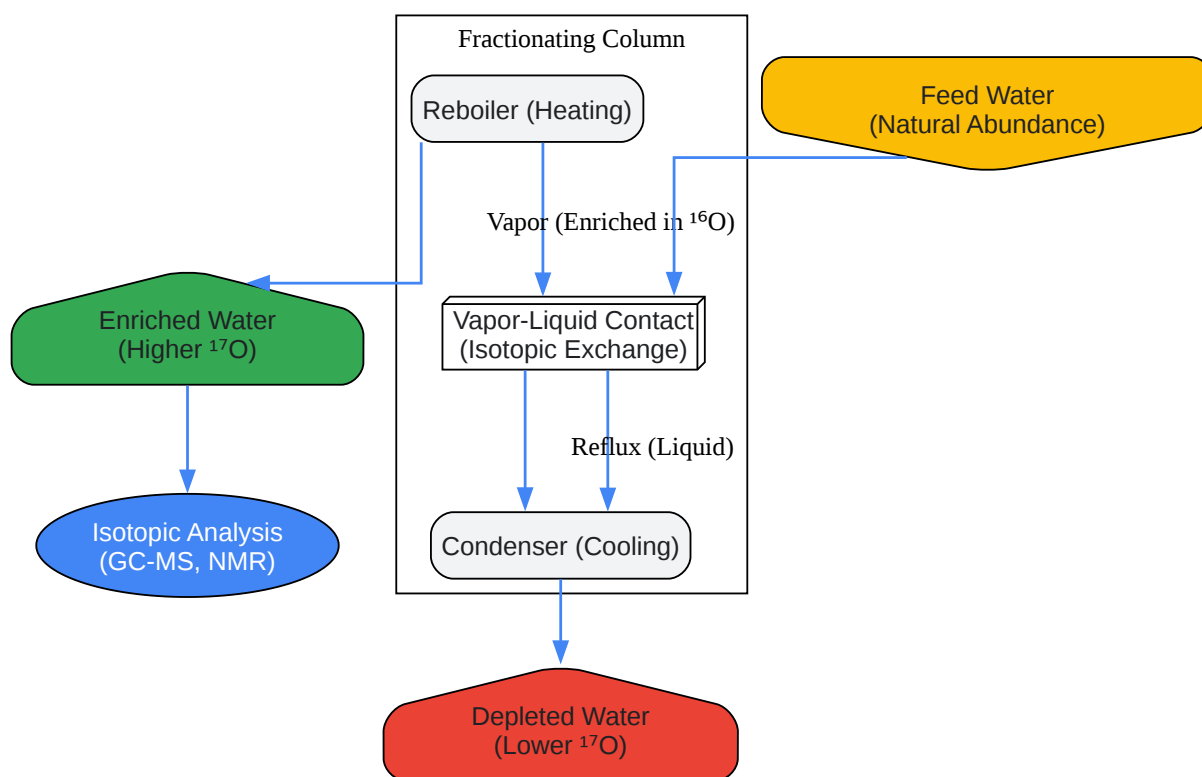 Fractionating Column
Reboiler (Heating)
Feed Water
(Natural Abundance)
Vapor (Enriched in ¹⁶O)
Enriched Water
(Higher ¹⁷O)
Vapor-Liquid Contact
(Isotopic Exchange)
Reflux (Liquid)
Isotopic Analysis
(GC-MS, NMR)
Condenser (Cooling)
Depleted Water
(Lower ¹⁷O)